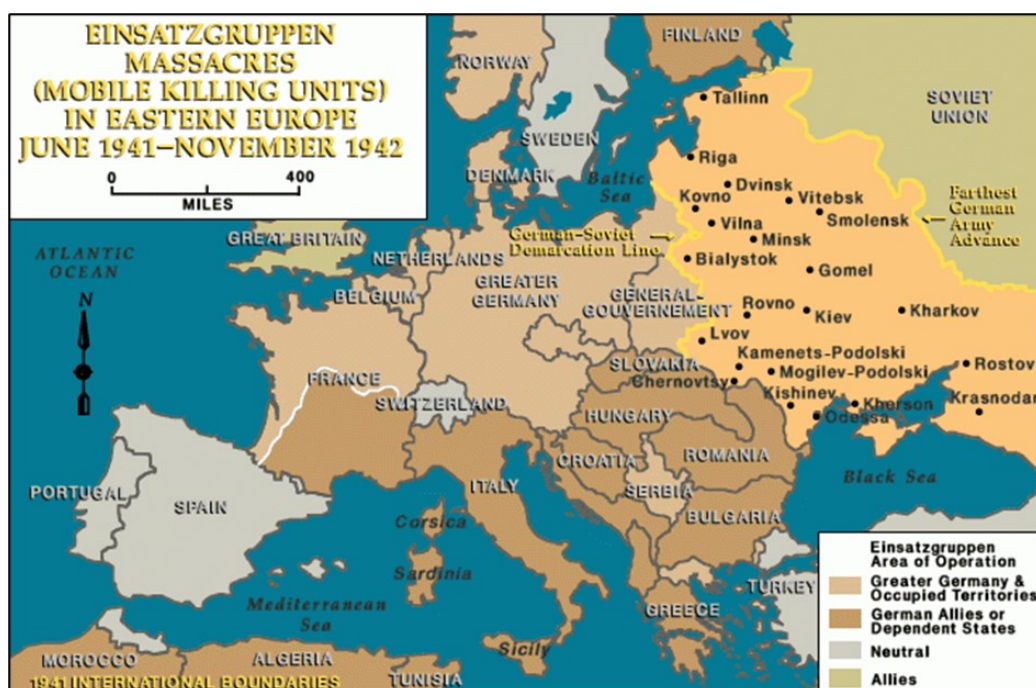 EINSATZGRUPPEN
MASSACRES
(MOBILE KILLING UNITS)
IN EASTERN EUROPE
JUNE 1941–NOVEMBER 1942
0 400
MILES
FINLAND
NORWAY
SWEDEN
SOVIET
UNION
Tallinn
Riga
DENMARK
Baltic
Sea
Dvinsk
Kovno
Vitebsk
Smolensk
Vilna
Farthest
German
Army
Advance
German–Soviet
Demarcation Line
Minsk
Bialystok
Gomel
GREAT BRITAIN
ATLANTIC
OCEAN
NETHERLANDS
BELGIUM
GREATER
GERMANY
GENERAL-
GOUVERNEMENT
N
Rovno
Kiev
Kharkov
Lvov
Kamenets-Podolski
SLOVAKIA
Mogilev-Podolski
Chernovtsy
Rostov
FRANCE
SWITZERLAND
Kishinev
Kherson
Krasnodar
Odessa
HUNGARY
ROMANIA
CROATIA
ITALY
SERBIA
Black Sea
BULGARIA
PORTUGAL
SPAIN
Corsica
Sardinia
Mediterranean
Sea
GREECE
TURKEY
Sicily
MOROCCO
ALGERIA
TUNISIA
1941 INTERNATIONAL BOUNDARIES
Einsatzgruppen
Area of Operation
Greater Germany &
Occupied Territories
German Allies or
Dependent States
Neutral
Allies